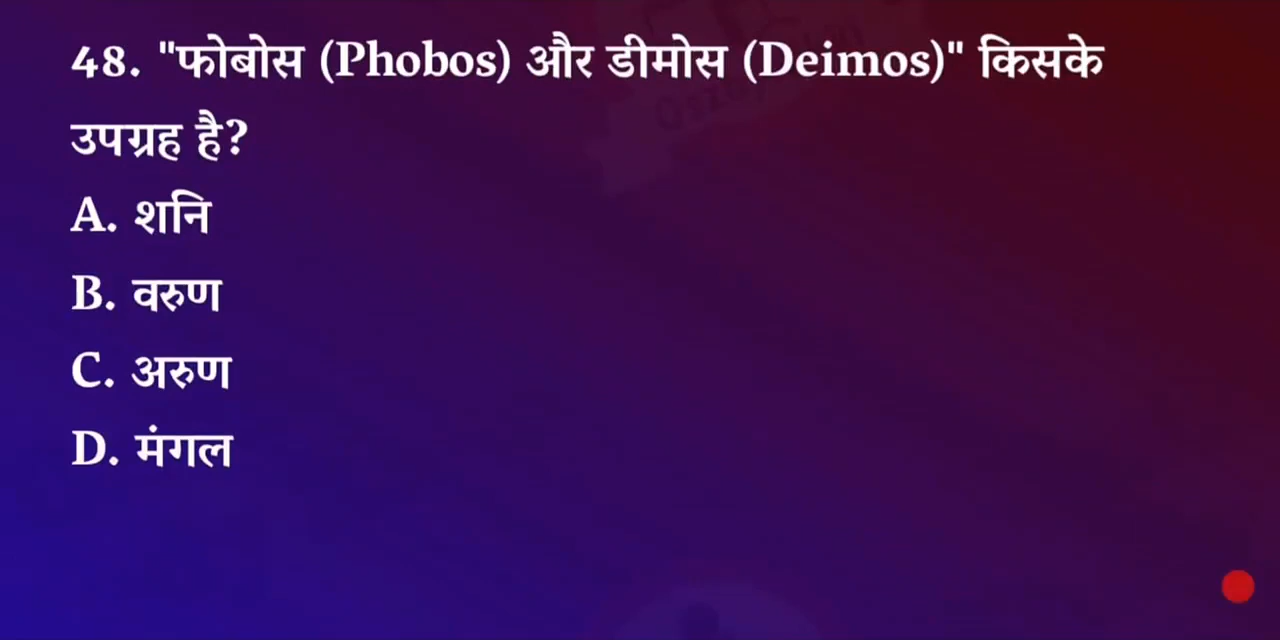 48. "फोबोस (Phobos) और डीमोस (Deimos)" किसके
उपग्रह है?
A. शनि
B. वरुण
C. अरुण
D. मंगल